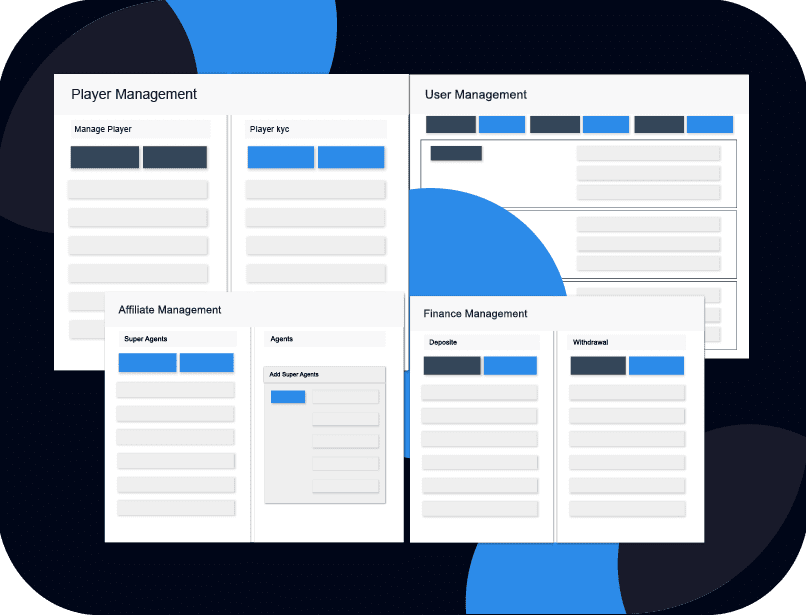 Player Management
Manage Player
Player kyc
User Management
Affiliate Management
Super Agents
Agents
Add Super Agents
Finance Management
Deposite
Withdrawal